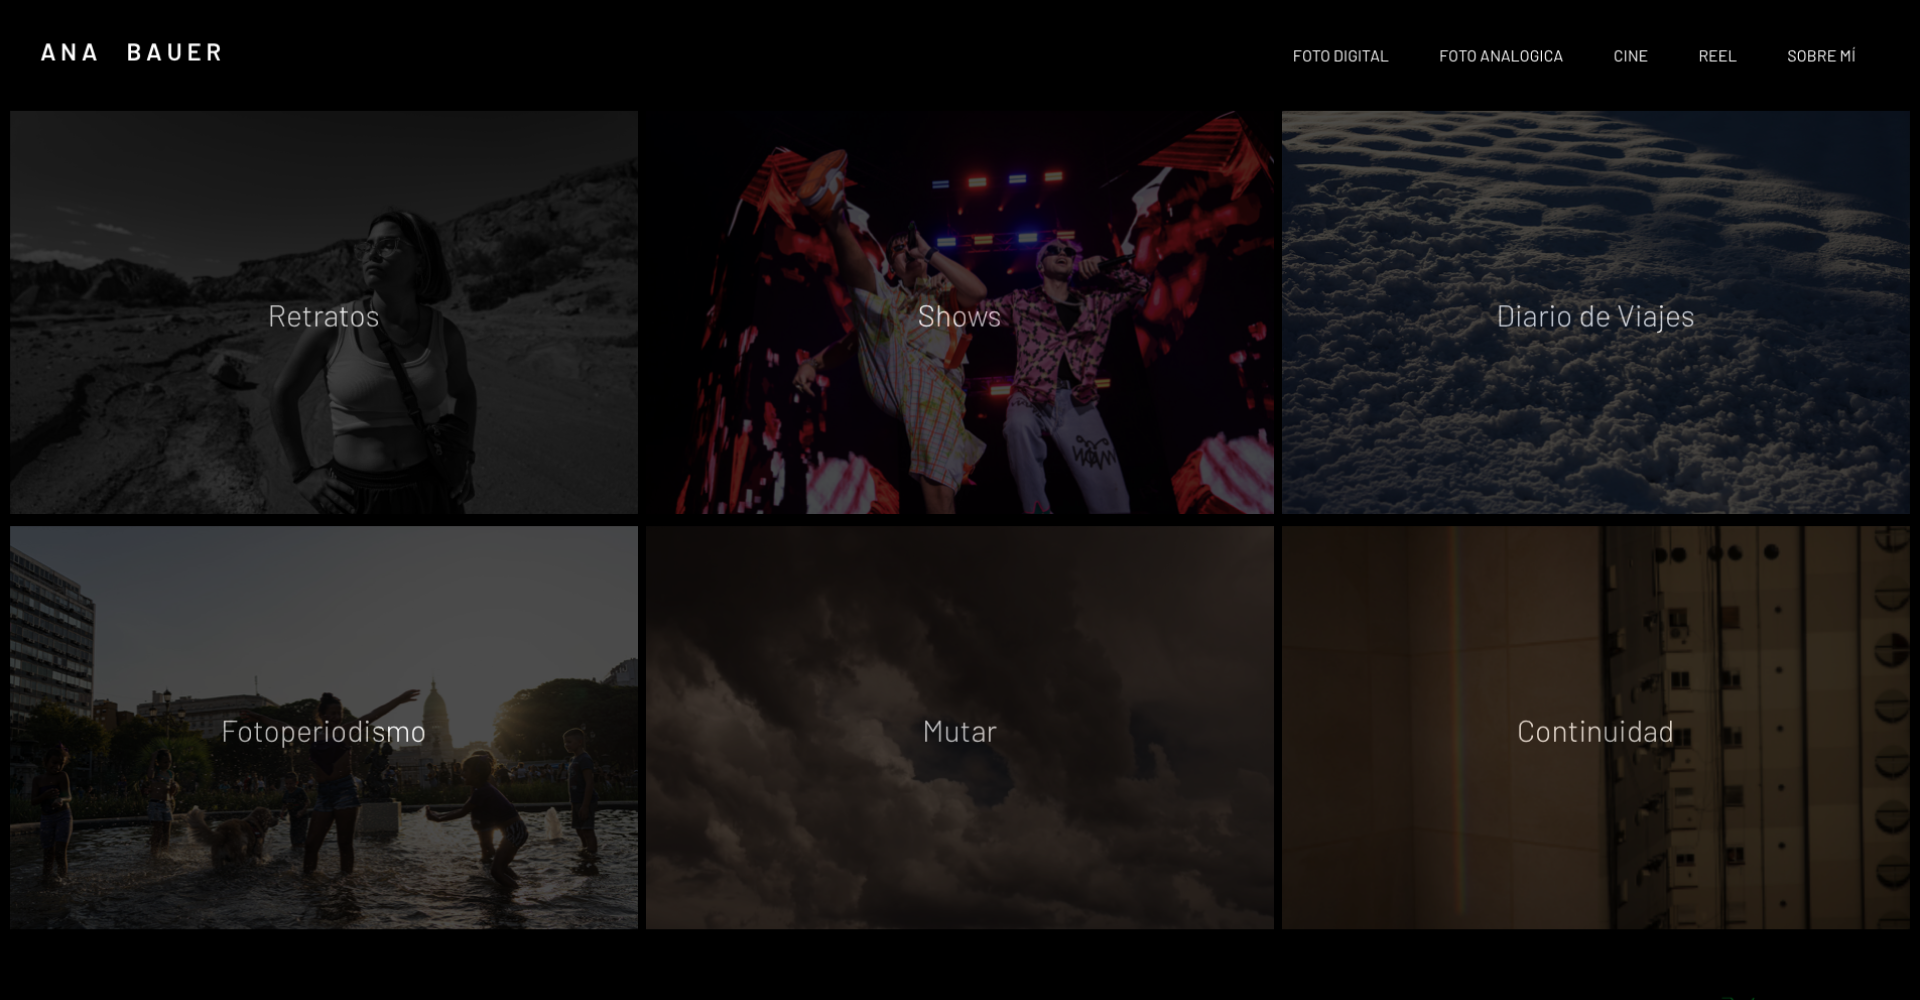 ANA BAUER
FOTO DIGITAL
FOTO ANALOGICA
CINE
REEL
SOBRE MÍ
Retratos
Shows
Diario de Viajes
Fotoperiodismo
Mutar
Continuidad